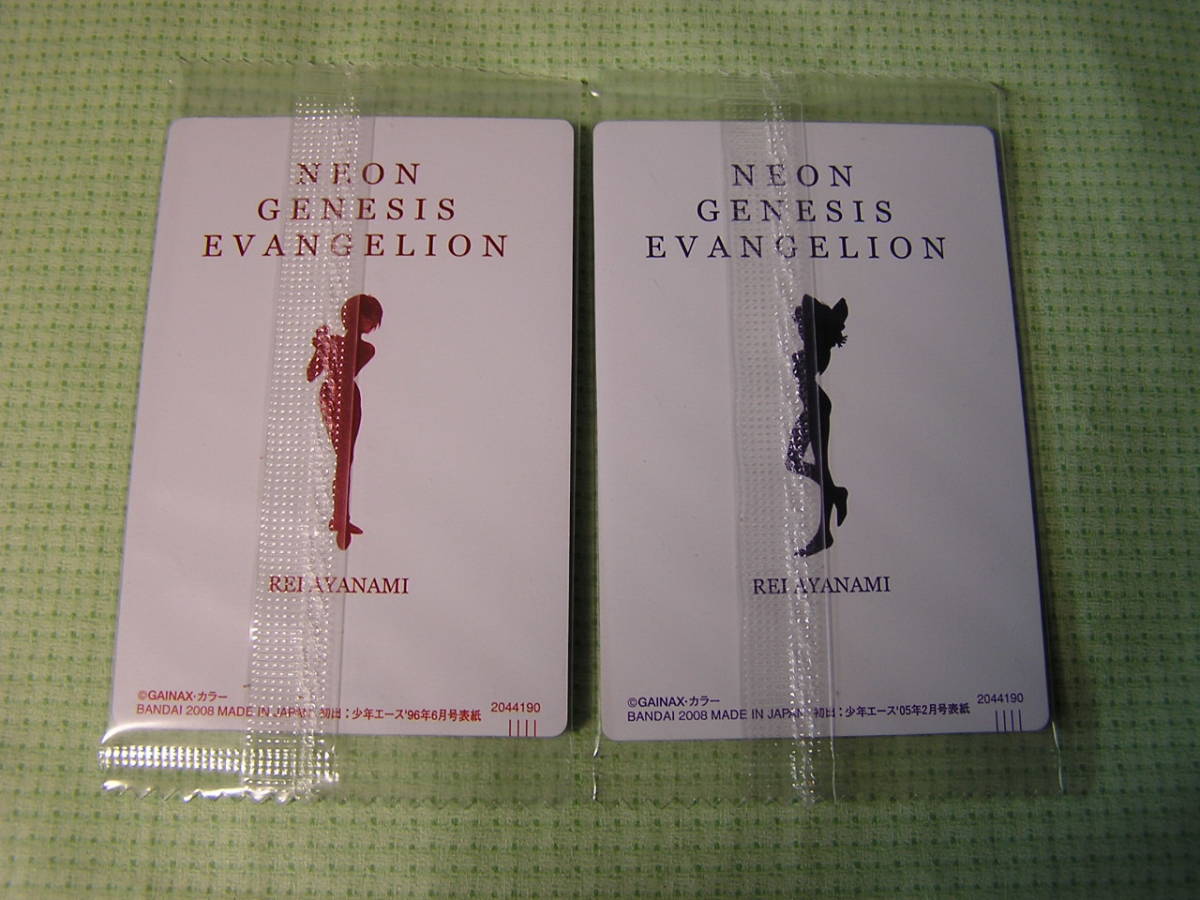 NEON
GENESIS
EVANGELION
REI AYANAMI
©GAINAX・カラー
BANDAI 2008 MADE IN JAPAN 初出：少年エース'96年6月号表紙
2044190
NEON
GENESIS
EVANGELION
REI AYANAMI
©GAINAX・カラー
BANDAI 2008 MADE IN JAPAN 初出：少年エース'05年2月号表紙
2044190